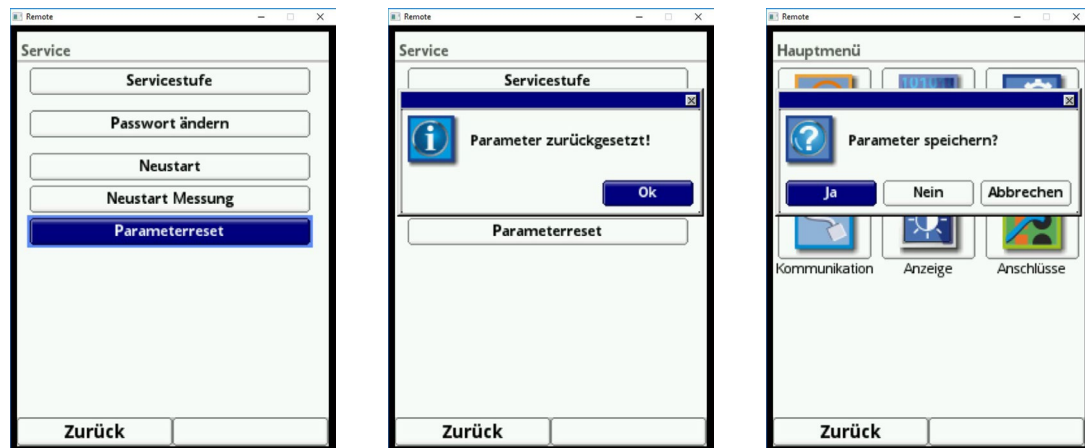 Remote
Service
Servicestufe
Passwort ändern
Neustart
Neustart Messung
Parameterreset
Zurück
Remote
Service
Servicestufe
Parameter zurückgesetzt!
Ok
Parameterreset
Zurück
Remote
Hauptmenü
Parameter speichern?
Ja Nein Abbrechen
Kommunikation Anzeige Anschlüsse
Zurück